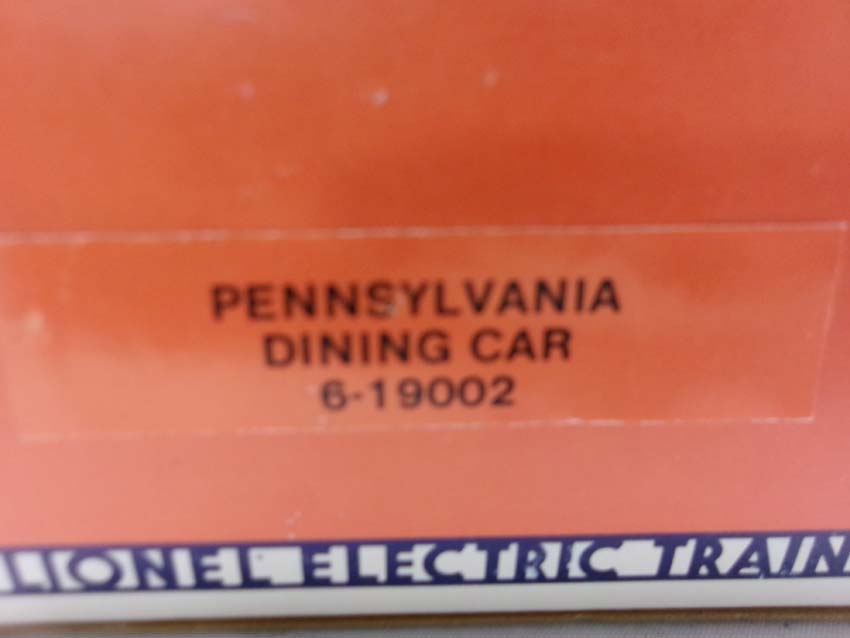 PENNSYLVANIA
DINING CAR
6-19002
LIONEL ELECTRIC TRAIN